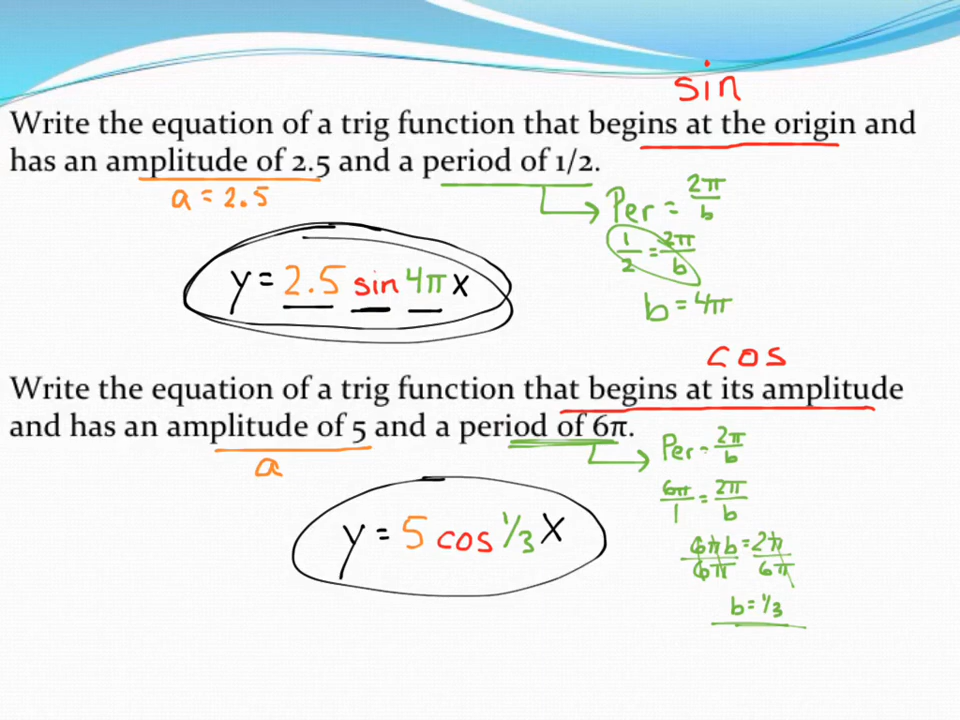 sin
Write the equation of a trig function that begins at the origin and
has an amplitude of 2.5 and a period of 1/2.
a = 2.5
Per = 2π/b
1/2 = 2π/b
y = 2.5 sin 4πx
b = 4π
cos
Write the equation of a trig function that begins at its amplitude
and has an amplitude of 5 and a period of 6π.
a
Per = 2π/b
6π/1 = 2π/b
y = 5 cos 1/3 x
6πb/6π = 2π/6π
b = 1/3